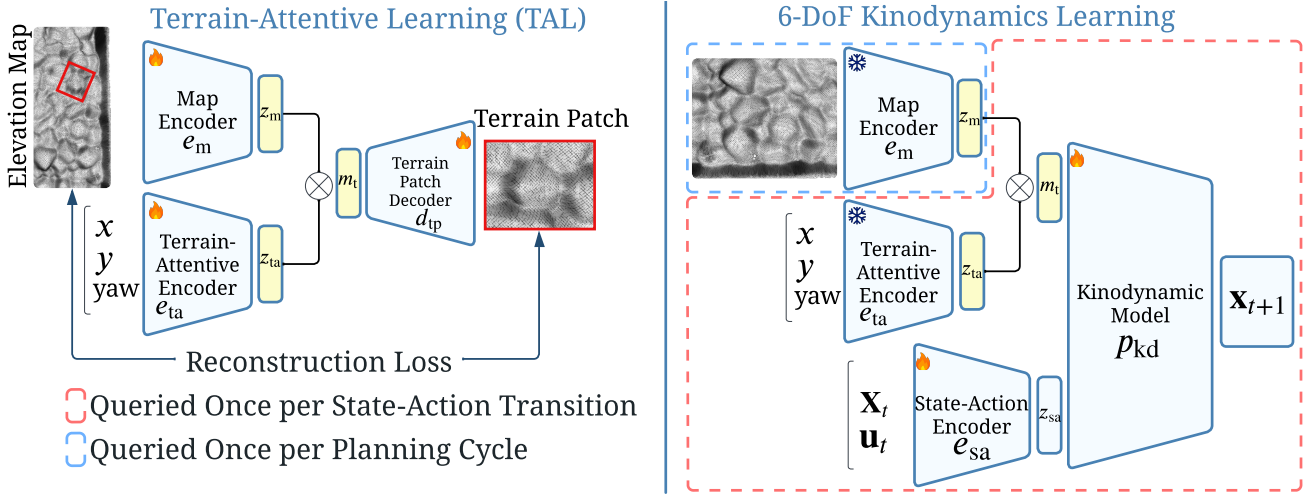 Terrain-Attentive Learning (TAL)
Elevation Map
Map
Encoder
e_m
z_m
x
y
yaw
Terrain-
Attentive
Encoder
e_ta
z_ta
m_t
Terrain
Patch
Decoder
d_tp
Terrain Patch
Reconstruction Loss
Queried Once per State-Action Transition
Queried Once per Planning Cycle
6-DoF Kinodynamics Learning
Map
Encoder
e_m
z_m
x
y
yaw
Terrain-
Attentive
Encoder
e_ta
z_ta
m_t
x_t
u_t
State-Action
Encoder
e_sa
z_sa
Kinodynamic
Model
p_kd
x_{t+1}